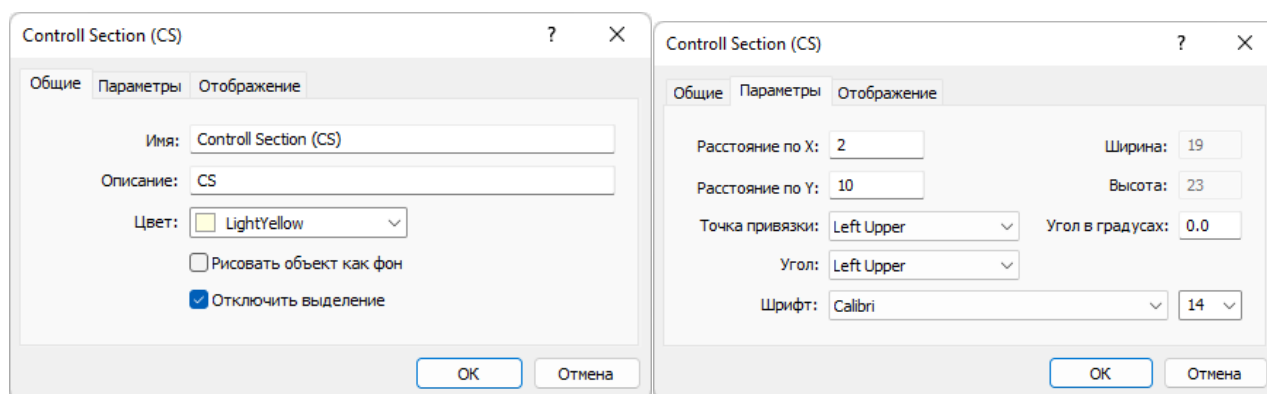 Controll Section (CS) ? ×
Общие Параметры Отображение
Имя: Controll Section (CS)
Описание: CS
Цвет: LightYellow
Рисовать объект как фон
Отключить выделение
OK Отмена
Controll Section (CS) ? ×
Общие Параметры Отображение
Расстояние по X: 2 Ширина: 19
Расстояние по Y: 10 Высота: 23
Точка привязки: Left Upper Угол в градусах: 0.0
Угол: Left Upper
Шрифт: Calibri 14
OK Отмена